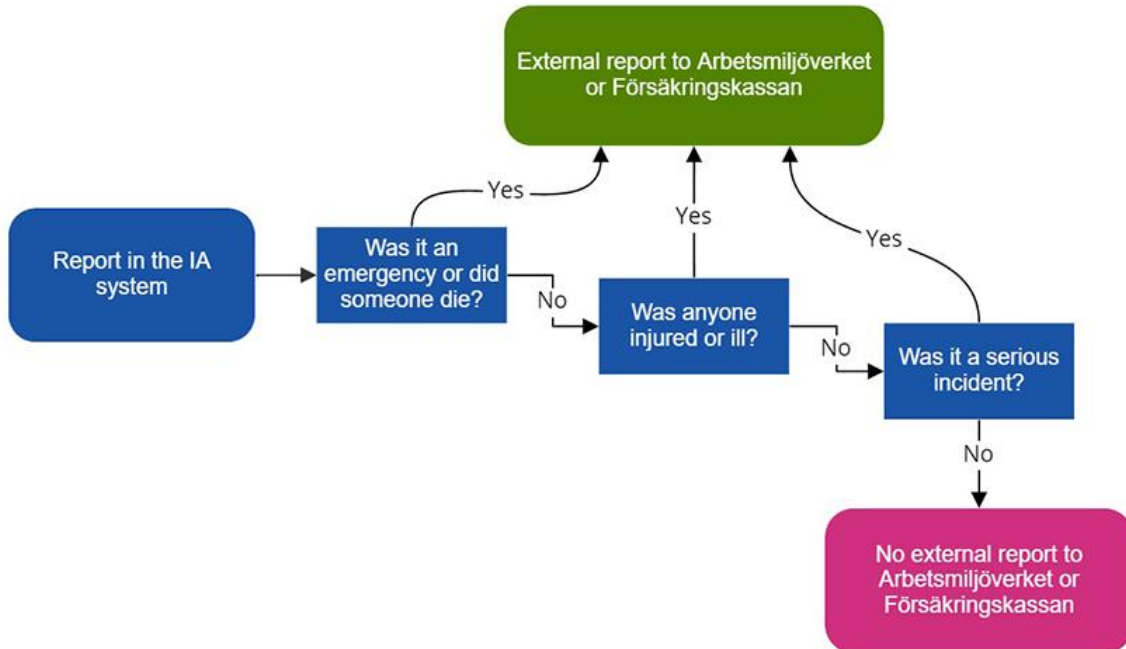 External report to Arbetsmiljöverket
or Försäkringskassan
Yes
Yes
Yes
Report in the IA
system
Was it an
emergency or did
someone die?
No
Was anyone
injured or ill?
No
Was it a serious
incident?
No
No external report to
Arbetsmiljöverket or
Försäkringskassan